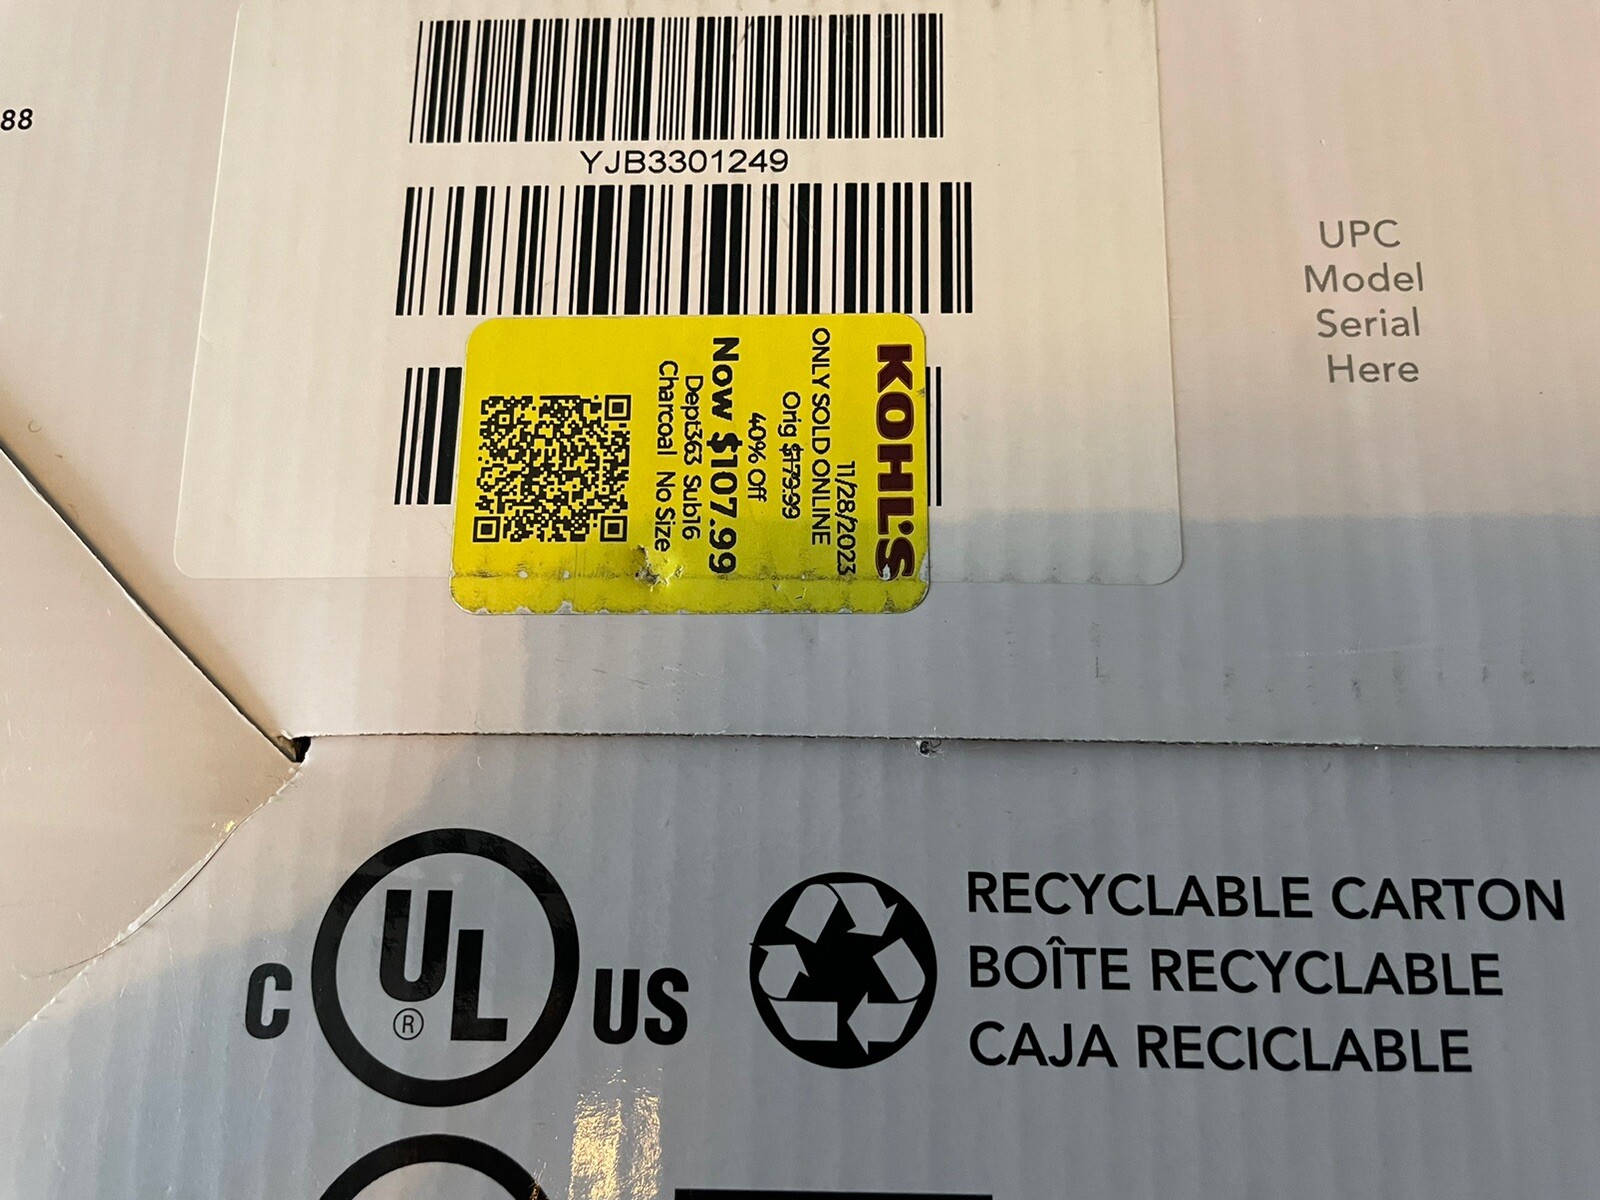 88
YJB3301249
UPC
Model
Serial
Here
KOHL'S
11/28/2023
ONLY SOLD ONLINE
Orig $179.99
40% Off
Now $107.99
Dept363 Sub16
Charcoal No Size
C UL US
®
RECYCLABLE CARTON
BOÎTE RECYCLABLE
CAJA RECICLABLE